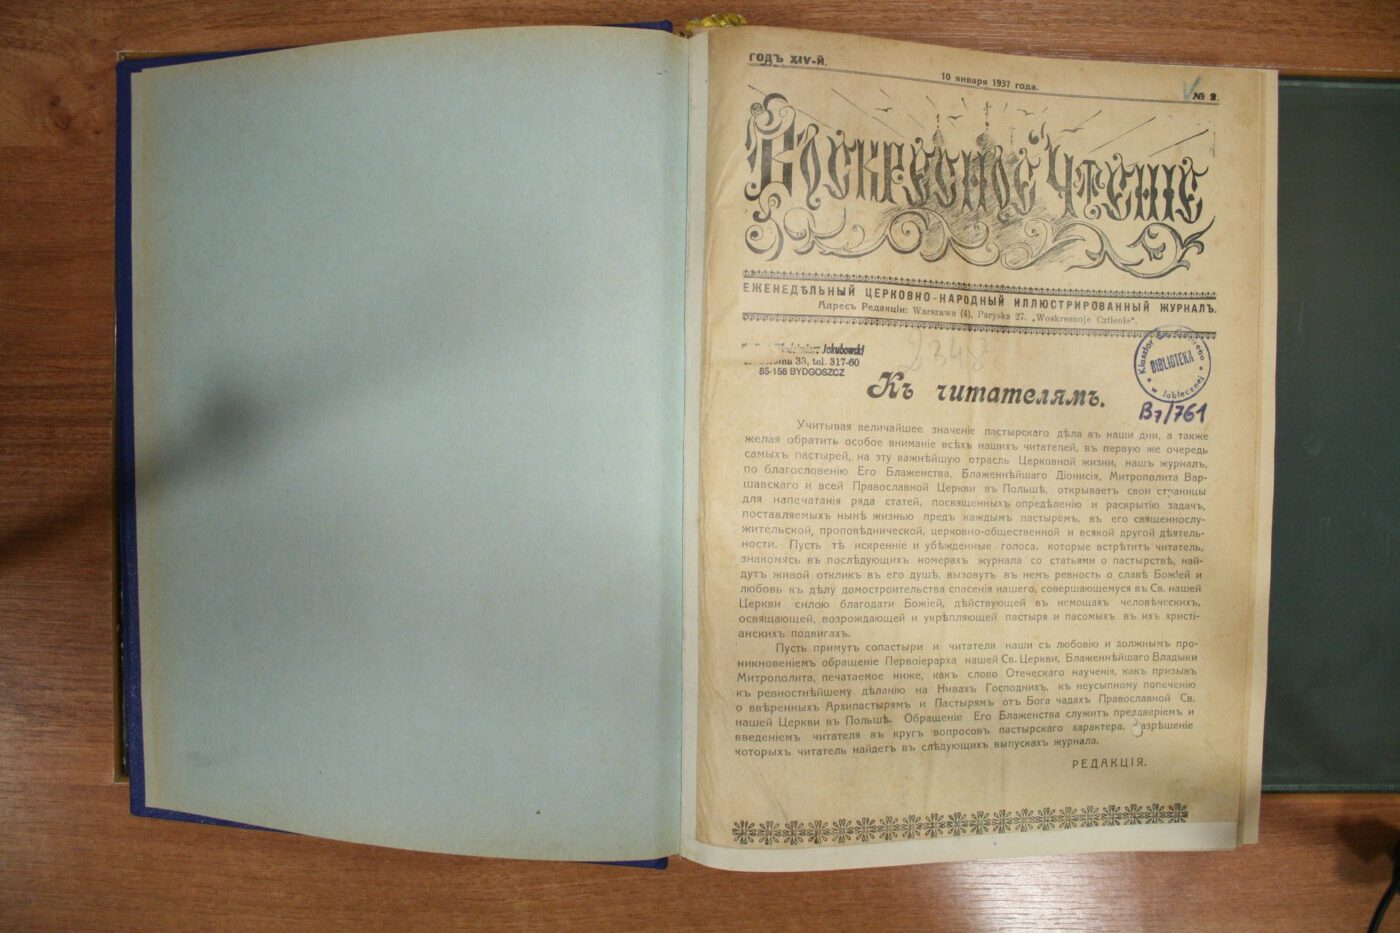 ГОДЪ XIV-Й.
10 января 1937 года.
№ 2.
ВОСКРЕСНОЕ ЧТЕНІЕ
ЕЖЕНЕДѢЛЬНЫЙ ЦЕРКОВНО-НАРОДНЫЙ ИЛЛЮСТРИРОВАННЫЙ ЖУРНАЛЪ.
Адресъ Редакціи: Warszawa (4), Paryska 27. „Woskresnoje Cztienie".
Jakubowski
33, tel. 317-60
85-158 BYDGOSZCZ
2348
Klasztor
BIBLIOTEKA
w Jabłecznej
B7/761
Къ читателямъ.
Учитывая величайшее значеніе пастырскаго дѣла въ наши дни, а также
желая обратить особое вниманіе всѣхъ нашихъ читателей, въ первую же очередь
самыхъ пастырей, на эту важнѣйшую отрасль Церковной жизни, нашъ журналъ,
по благословенію Его Блаженства, Блаженнѣйшаго Діонисія, Митрополита Вар-
шавскаго и всей Православной Церкви въ Польшѣ, открываетъ свои страницы
для напечатанія ряда статей, посвященныхъ опредѣленію и раскрытію задачъ,
поставляемыхъ нынѣ жизнью предъ каждымъ пастыремъ, въ его священнослу-
жительской, проповѣднической, церковно-общественной и всякой другой дѣятель-
ности. Пусть тѣ искренніе и убѣжденные голоса, которые встрѣтитъ читатель,
знакомясь въ послѣдующихъ номерахъ журнала со статьями о пастырствѣ, най-
дутъ живой откликъ въ его душѣ, вызовутъ въ немъ ревность о славѣ Божіей и
любовь къ дѣлу домостроительства спасенія нашего, совершающемуся въ Св. нашей
Церкви силою благодати Божіей, дѣйствующей въ немощахъ человѣческихъ,
освящающей, возрождающей и укрѣпляющей пастыря и пасомыхъ въ ихъ христі-
анскихъ подвигахъ.
Пусть примутъ сопастыри и читатели наши съ любовію и должнымъ про-
никновеніемъ обращеніе Первоіерарха нашей Св. Церкви, Блаженнѣйшаго Владыки
Митрополита, печатаемое ниже, какъ слово Отеческаго наученія, какъ призывъ
къ ревностнѣйшему дѣланію на Нивахъ Господнихъ, къ неусыпному попеченію
о ввѣренныхъ Архипастырямъ и Пастырямъ отъ Бога чадахъ Православной Св.
нашей Церкви въ Польшѣ. Обращеніе Его Блаженства служитъ преддверіемъ и
введеніемъ читателя въ кругъ вопросовъ пастырскаго характера, разрѣшеніе
которыхъ читатель найдетъ въ слѣдующихъ выпускахъ журнала.
РЕДАКЦІЯ.